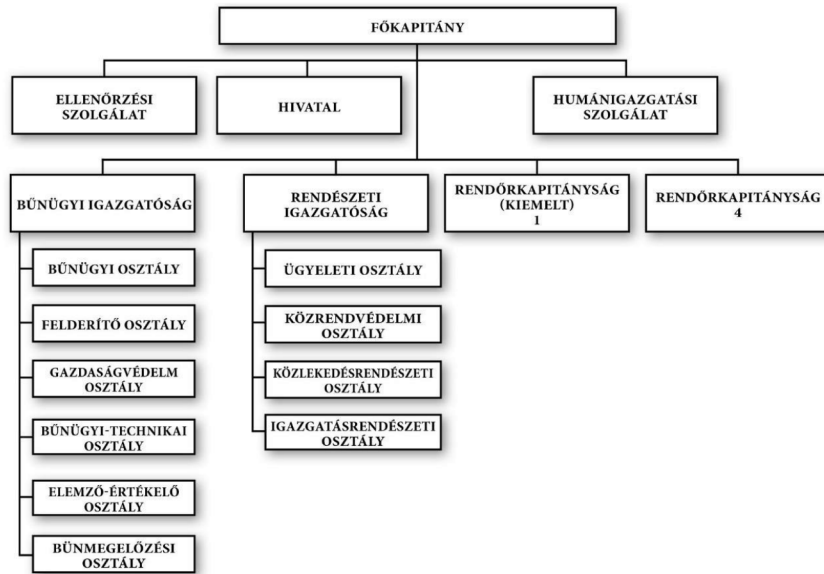 FŐKAPITÁNY
ELLENŐRZÉSI
SZOLGÁLAT
HIVATAL
HUMÁNIGAZGATÁSI
SZOLGÁLAT
BŰNÜGYI IGAZGATÓSÁG
RENDÉSZETI
IGAZGATÓSÁG
RENDŐRKAPITÁNYSÁG
(KIEMELT)
1
RENDŐRKAPITÁNYSÁG
4
BŰNÜGYI OSZTÁLY
FELDERÍTŐ OSZTÁLY
GAZDASÁGVÉDELM
OSZTÁLY
BŰNÜGYI-TECHNIKAI
OSZTÁLY
ELEMZŐ-ÉRTÉKELŐ
OSZTÁLY
BÜNMEGELŐZÉSI
OSZTÁLY
ÜGYELETI OSZTÁLY
KÖZRENDVÉDELMI
OSZTÁLY
KÖZLEKEDÉSRENDÉSZETI
OSZTÁLY
IGAZGATÁSRENDÉSZETI
OSZTÁLY